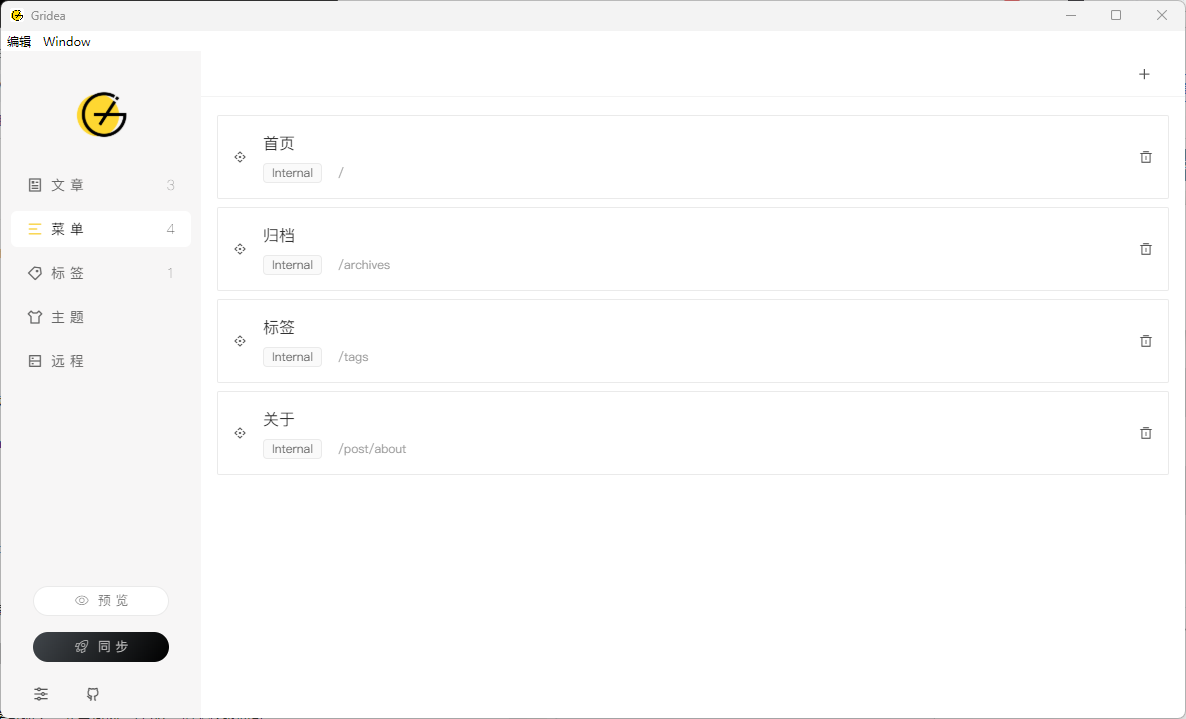 Gridea
编辑 Window
文章 3
菜单 4
标签 1
主题
远程
预览
同步
首页
Internal /
归档
Internal /archives
标签
Internal /tags
关于
Internal /post/about